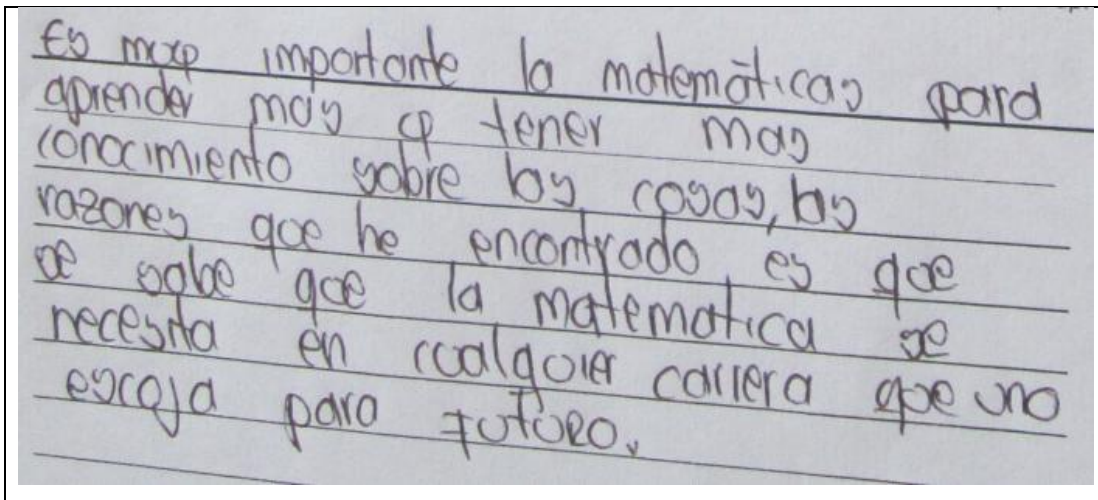 Es muy importante la matemáticas para
aprender mas y tener mas
conocimiento sobre las cosas, las
razones que he encontrado es que
se sabe que la matematica se
necesita en cualquier carrera que uno
escoja para futuro.